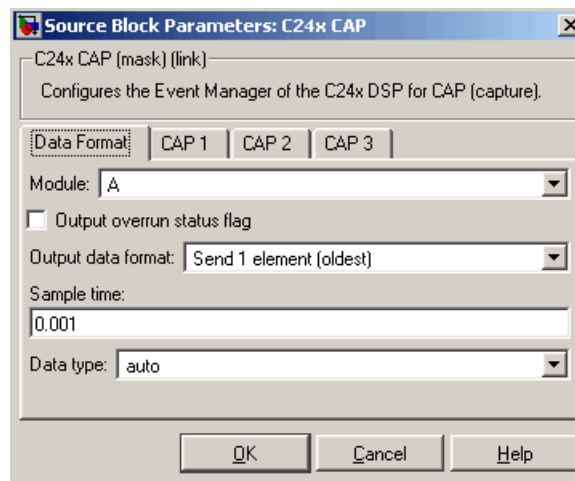 Source Block Parameters: C24x CAP
C24x CAP (mask) (link)
Configures the Event Manager of the C24x DSP for CAP (capture).
Data Format CAP 1 CAP 2 CAP 3
Module: A
Output overrun status flag
Output data format: Send 1 element (oldest)
Sample time:
0.001
Data type: auto
OK Cancel Help